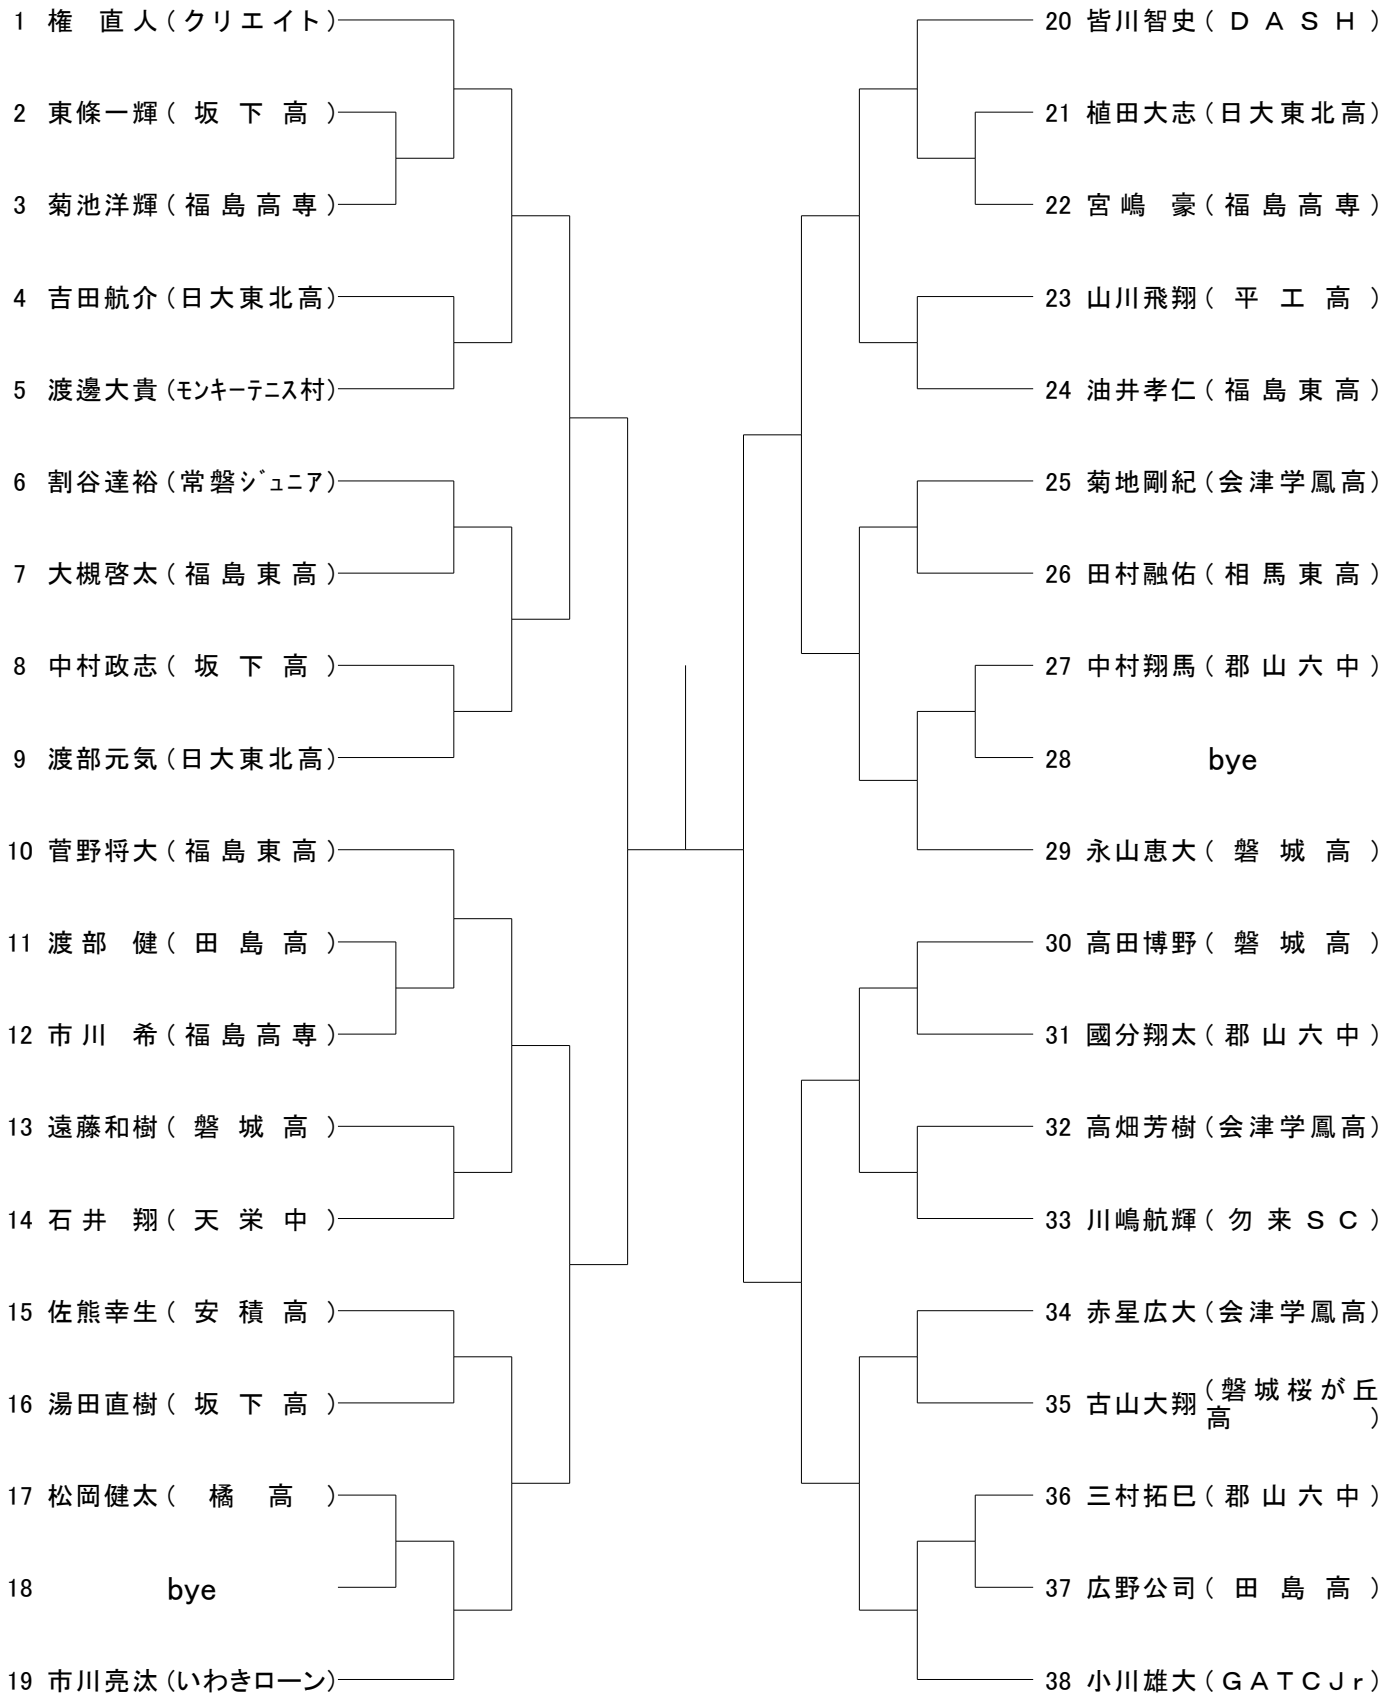 1 権 直人(クリエイト)
2 東條一輝(坂下高)
3 菊池洋輝(福島高専)
4 吉田航介(日大東北高)
5 渡邊大貴(モンキーテニス村)
6 割谷達裕(常磐ジュニア)
7 大槻啓太(福島東高)
8 中村政志(坂下高)
9 渡部元気(日大東北高)
10 菅野将大(福島東高)
11 渡部 健(田島高)
12 市川 希(福島高専)
13 遠藤和樹(磐城高)
14 石井 翔(天栄中)
15 佐熊幸生(安積高)
16 湯田直樹(坂下高)
17 松岡健太(橘高)
18 bye
19 市川亮汰(いわきローン)
20 皆川智史(DASH)
21 植田大志(日大東北高)
22 宮嶋 豪(福島高専)
23 山川飛翔(平工高)
24 油井孝仁(福島東高)
25 菊地剛紀(会津学鳳高)
26 田村融佑(相馬東高)
27 中村翔馬(郡山六中)
28 bye
29 永山恵大(磐城高)
30 高田博野(磐城高)
31 國分翔太(郡山六中)
32 高畑芳樹(会津学鳳高)
33 川嶋航輝(勿来SC)
34 赤星広大(会津学鳳高)
35 古山大翔(磐城桜が丘
高)
36 三村拓巳(郡山六中)
37 広野公司(田島高)
38 小川雄大(GATCJr)